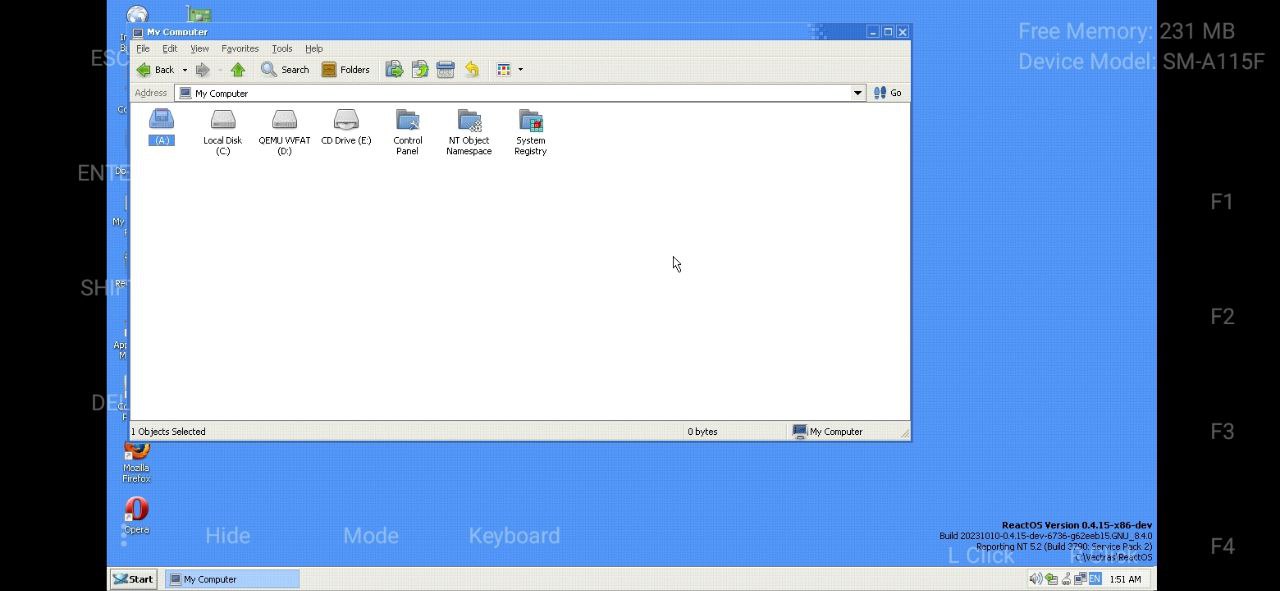 My Computer
File Edit View Favorites Tools Help
Back Search Folders
Address My Computer Go
(A:)
Local Disk (C:)
QEMU VVFAT (D:)
CD Drive (E:)
Control Panel
NT Object Namespace
System Registry
1 Objects Selected 0 bytes My Computer
Free Memory: 231 MB
Device Model: SM-A115F
ESC
ENTE
SHIF
DEL
F1
F2
F3
F4
Mozilla Firefox
Opera
Hide Mode Keyboard
L Click
ReactOS Version 0.4.15-x86-dev
Build 20231010-0.4.15-dev-6736-g62eeb15.GNU_8.4.0
Reporting NT 5.2 (Build 3790: Service Pack 2)
ReactOS
Start My Computer EN 1:51 AM